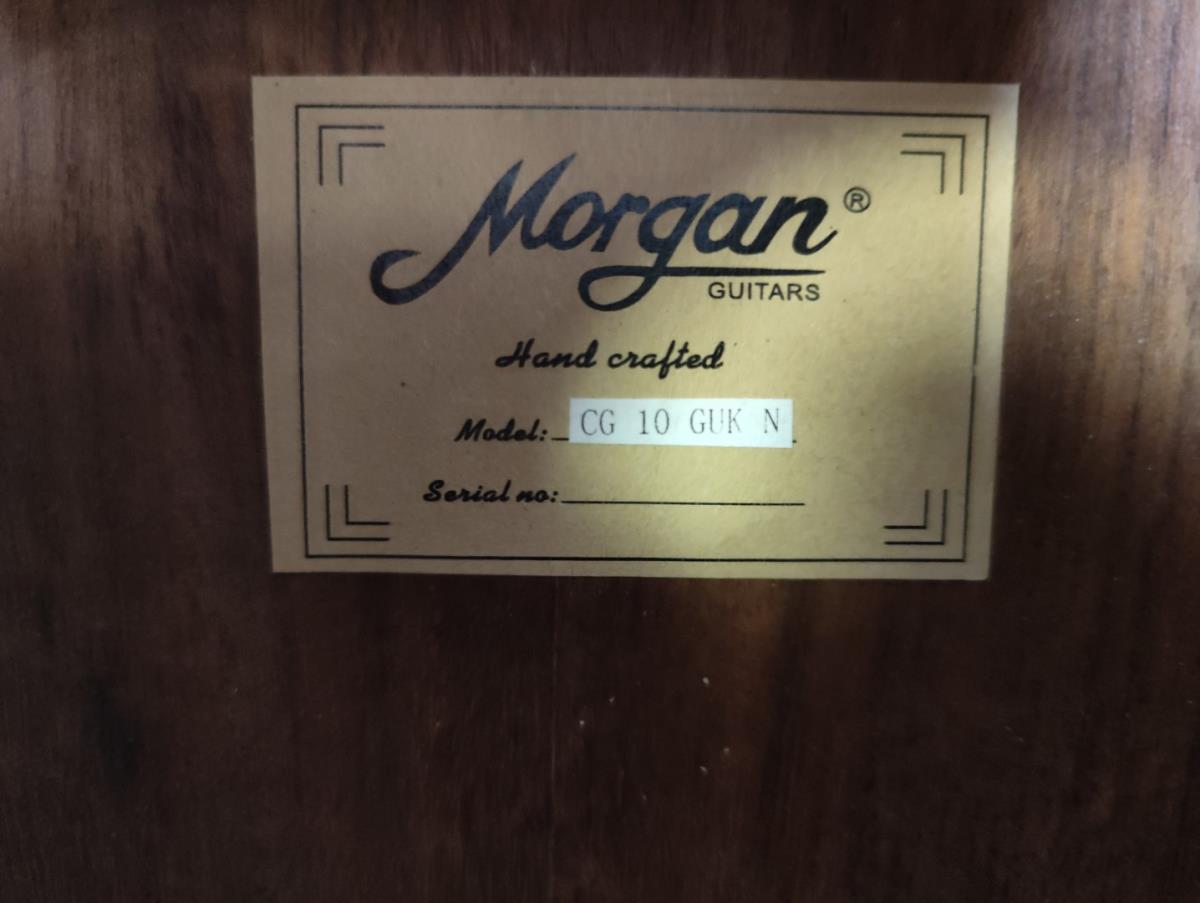 Morgan®
GUITARS
Hand crafted
Model: CG 10 GUK N
Serial no: